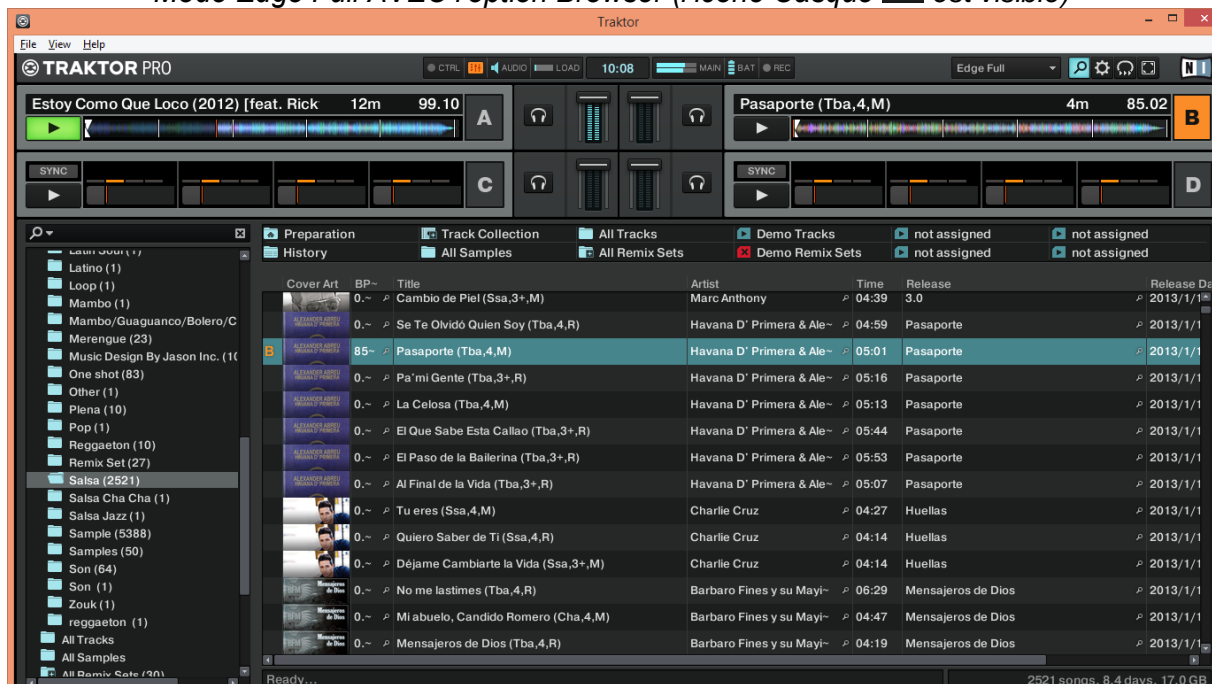 Mode Edge Full AVEC l'option Browser (Icône Casque est visible)
Traktor
File View Help
TRAKTOR PRO CTRL AUDIO LOAD 10:08 MAIN BAT REC Edge Full N I
Estoy Como Que Loco (2012) [feat. Rick 12m 99.10 A Pasaporte (Tba,4,M) 4m 85.02 B
SYNC C SYNC D
Preparation Track Collection All Tracks Demo Tracks not assigned not assigned
History All Samples All Remix Sets Demo Remix Sets not assigned not assigned
Latin Soul (1)
Latino (1)
Loop (1)
Mambo (1)
Mambo/Guaguanco/Bolero/C
Merengue (23)
Music Design By Jason Inc. (1(
One shot (83)
Other (1)
Plena (10)
Pop (1)
Reggaeton (10)
Remix Set (27)
Salsa (2521)
Salsa Cha Cha (1)
Salsa Jazz (1)
Sample (5388)
Samples (50)
Son (64)
Son (1)
Zouk (1)
reggaeton (1)
All Tracks
All Samples
All Remix Sets (30)
Cover Art BP~ Title Artist Time Release Release Da
0.~ Cambio de Piel (Ssa,3+,M) Marc Anthony 04:39 3.0 2013/1/1
0.~ Se Te Olvidó Quien Soy (Tba,4,R) Havana D' Primera & Ale~ 04:59 Pasaporte 2013/1/1
B 85~ Pasaporte (Tba,4,M) Havana D' Primera & Ale~ 05:01 Pasaporte 2013/1/1
0.~ Pa'mi Gente (Tba,3+,R) Havana D' Primera & Ale~ 05:16 Pasaporte 2013/1/1
0.~ La Celosa (Tba,4,M) Havana D' Primera & Ale~ 05:13 Pasaporte 2013/1/1
0.~ El Que Sabe Esta Callao (Tba,3+,R) Havana D' Primera & Ale~ 05:44 Pasaporte 2013/1/1
0.~ El Paso de la Bailerina (Tba,3+,R) Havana D' Primera & Ale~ 05:53 Pasaporte 2013/1/1
0.~ Al Final de la Vida (Tba,3+,R) Havana D' Primera & Ale~ 05:07 Pasaporte 2013/1/1
0.~ Tu eres (Ssa,4,M) Charlie Cruz 04:27 Huellas 2013/1/1
0.~ Quiero Saber de Ti (Ssa,4,R) Charlie Cruz 04:14 Huellas 2013/1/1
0.~ Déjame Cambiarte la Vida (Ssa,3+,M) Charlie Cruz 04:14 Huellas 2013/1/1
0.~ No me lastimes (Tba,4,R) Barbaro Fines y su Mayi~ 06:29 Mensajeros de Dios 2013/1/1
0.~ Mi abuelo, Candido Romero (Cha,4,M) Barbaro Fines y su Mayi~ 04:47 Mensajeros de Dios 2013/1/1
0.~ Mensajeros de Dios (Tba,4,R) Barbaro Fines y su Mayi~ 04:19 Mensajeros de Dios 2013/1/1
Ready... 2521 songs, 8.4 days, 17.0 GB